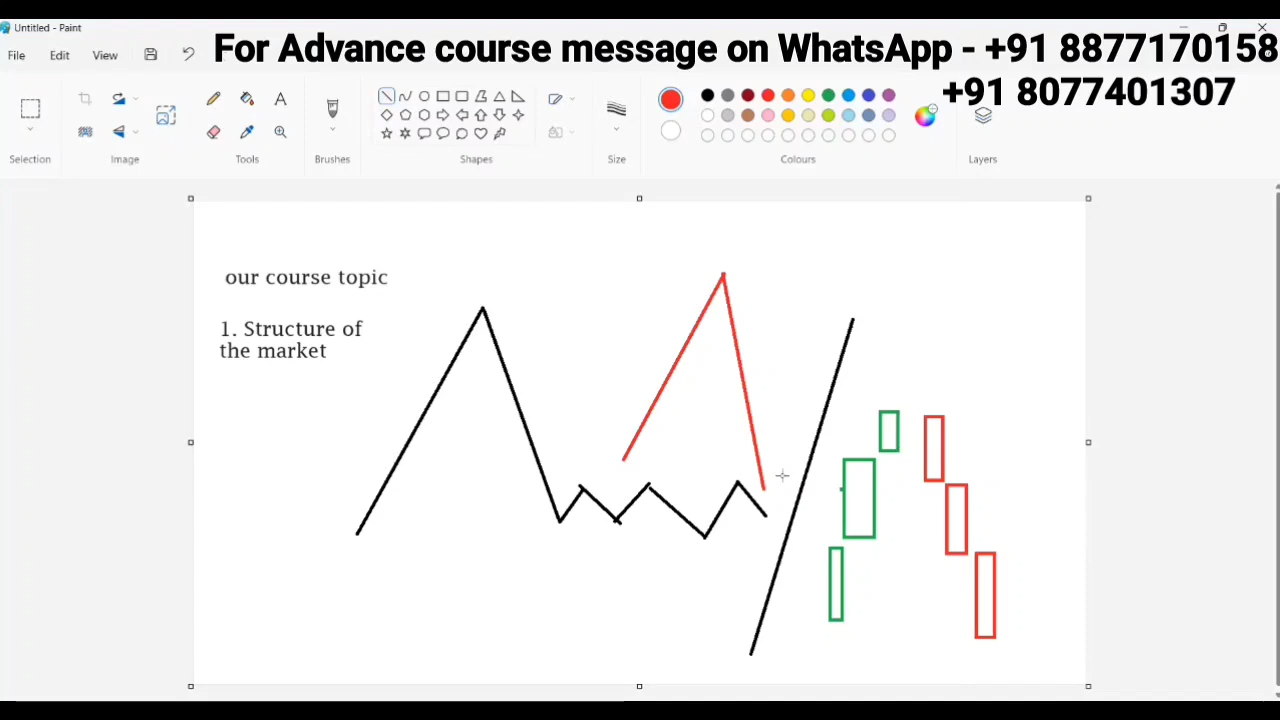 Untitled - Paint
For Advance course message on WhatsApp - +91 8877170158
+91 8077401307
File Edit View
Selection Image Tools Brushes Shapes Size Colours Layers
our course topic
1. Structure of
the market